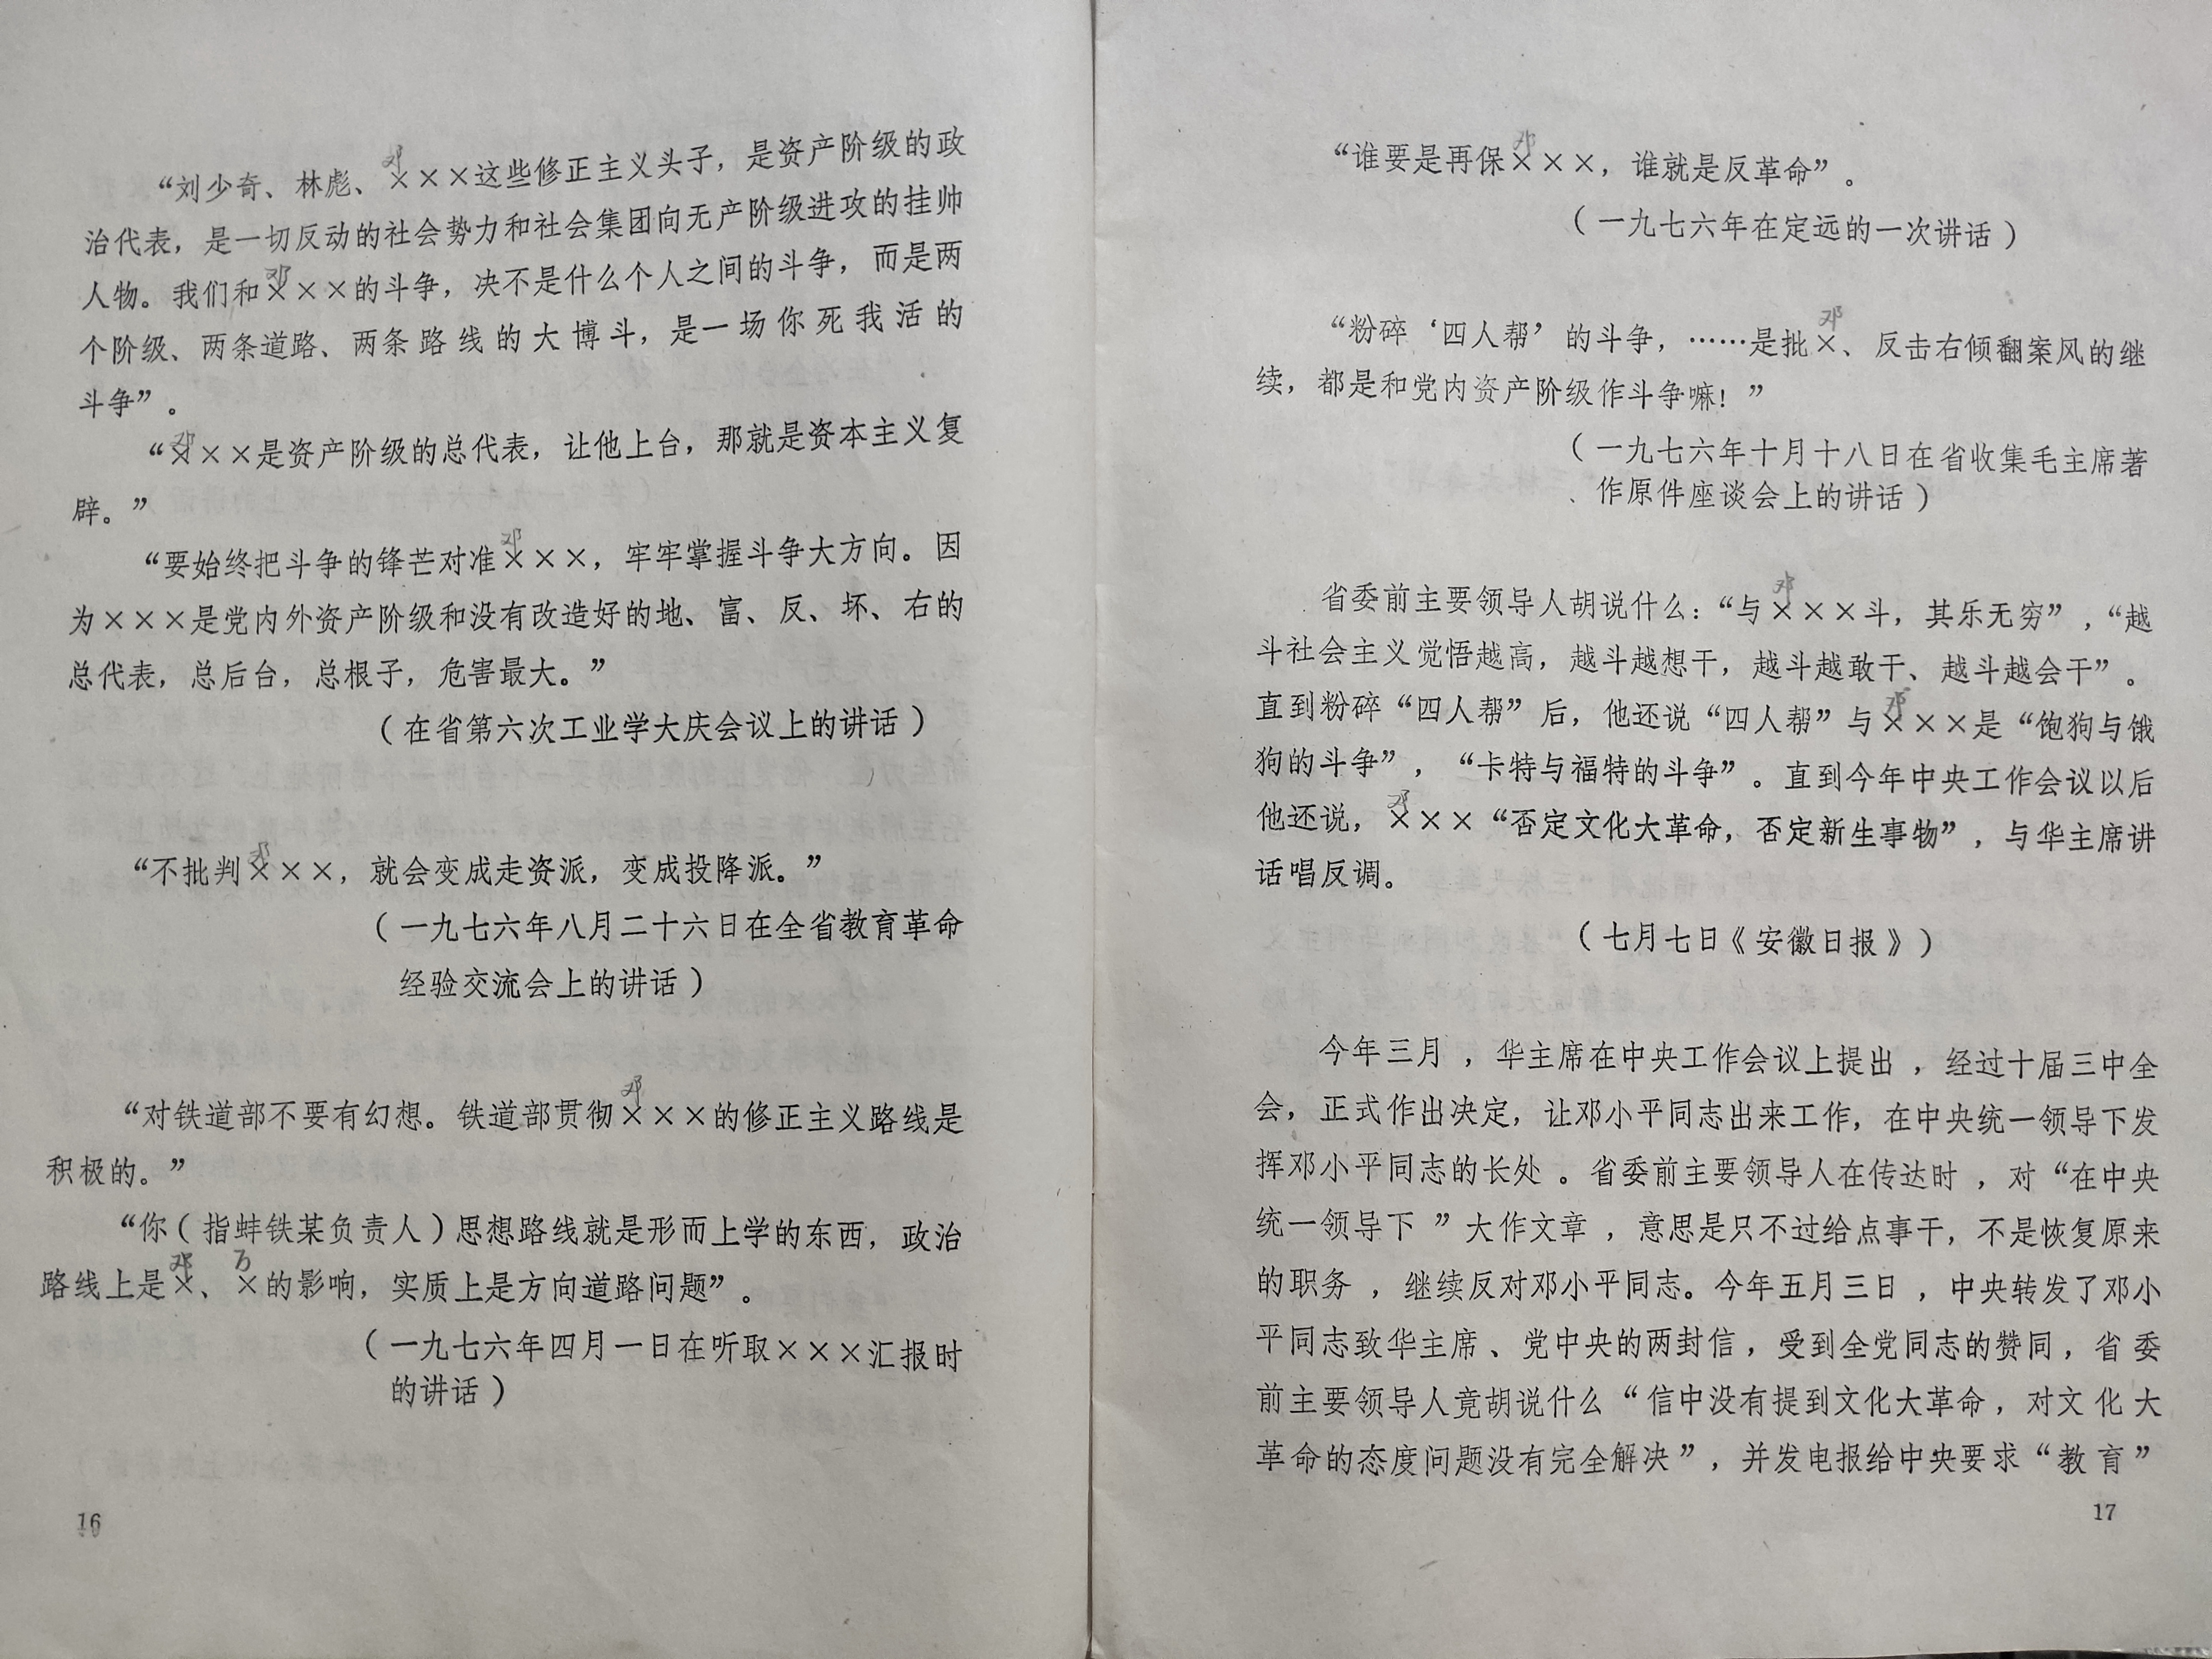 邓
“刘少奇、林彪、×××这些修正主义头子，是资产阶级的政
治代表，是一切反动的社会势力和社会集团向无产阶级进攻的挂帅
邓
人物。我们和×××的斗争，决不是什么个人之间的斗争，而是两
个阶级、两条道路、两条路线的大博斗，是一场你死我活的
斗争”。
邓
“×××是资产阶级的总代表，让他上台，那就是资本主义复
辟。”
邓
“要始终把斗争的锋芒对准×××，牢牢掌握斗争大方向。因
为×××是党内外资产阶级和没有改造好的地、富、反、坏、右的
总代表，总后台，总根子，危害最大。”
（在省第六次工业学大庆会议上的讲话）
邓
“不批判×××，就会变成走资派，变成投降派。”
（一九七六年八月二十六日在全省教育革命
经验交流会上的讲话）
邓
“对铁道部不要有幻想。铁道部贯彻×××的修正主义路线是
积极的。”
“你（指蚌铁某负责人）思想路线就是形而上学的东西，政治
邓 万
路线上是×、×的影响，实质上是方向道路问题”。
（一九七六年四月一日在听取×××汇报时
的讲话）
16
邓
“谁要是再保×××，谁就是反革命”。
（一九七六年在定远的一次讲话）
邓
“粉碎‘四人帮’的斗争，……是批×、反击右倾翻案风的继
续，都是和党内资产阶级作斗争嘛！”
（一九七六年十月十八日在省收集毛主席著
作原件座谈会上的讲话）
邓
省委前主要领导人胡说什么：“与×××斗，其乐无穷”，“越
斗社会主义觉悟越高，越斗越想干，越斗越敢干、越斗越会干”。
邓
直到粉碎“四人帮”后，他还说“四人帮”与×××是“饱狗与饿
狗的斗争”，“卡特与福特的斗争”。直到今年中央工作会议以后
邓
他还说，×××“否定文化大革命，否定新生事物”，与华主席讲
话唱反调。
（七月七日《安徽日报》）
今年三月，华主席在中央工作会议上提出，经过十届三中全
会，正式作出决定，让邓小平同志出来工作，在中央统一领导下发
挥邓小平同志的长处。省委前主要领导人在传达时，对“在中央
统一领导下”大作文章，意思是只不过给点事干，不是恢复原来
的职务，继续反对邓小平同志。今年五月三日，中央转发了邓小
平同志致华主席、党中央的两封信，受到全党同志的赞同，省委
前主要领导人竟胡说什么“信中没有提到文化大革命，对文化大
革命的态度问题没有完全解决”，并发电报给中央要求“教育”
17